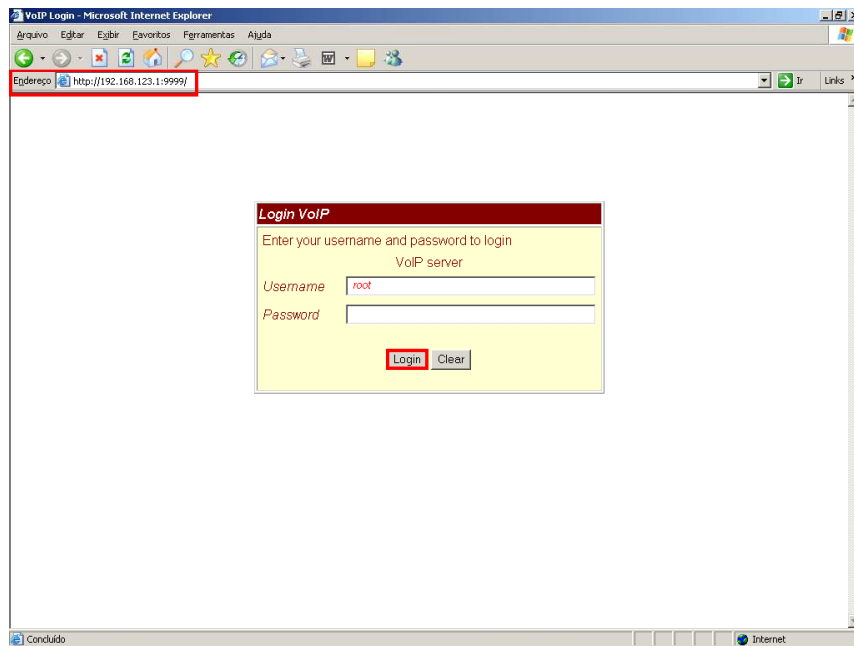 VoIP Login - Microsoft Internet Explorer
Arquivo Editar Exibir Favoritos Ferramentas Ajuda
Endereço http://192.168.123.1:9999/ Ir Links
Login VoIP
Enter your username and password to login
VoIP server
Username root
Password
Login Clear
Concluído Internet